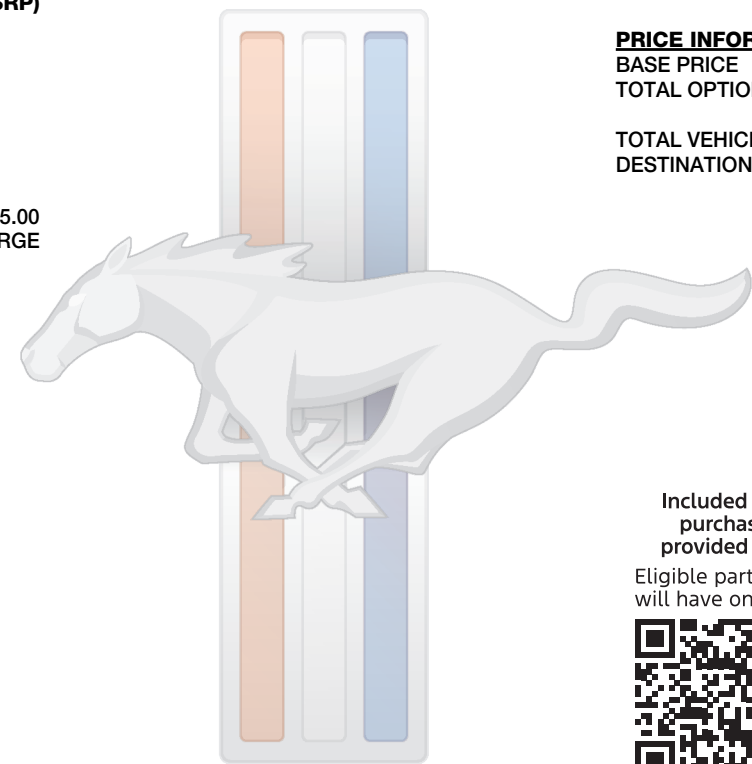 SRP)
5.00
RGE
PRICE INFOR
BASE PRICE
TOTAL OPTIO
TOTAL VEHIC
DESTINATION
Included
purchas
provided
Eligible part
will have on